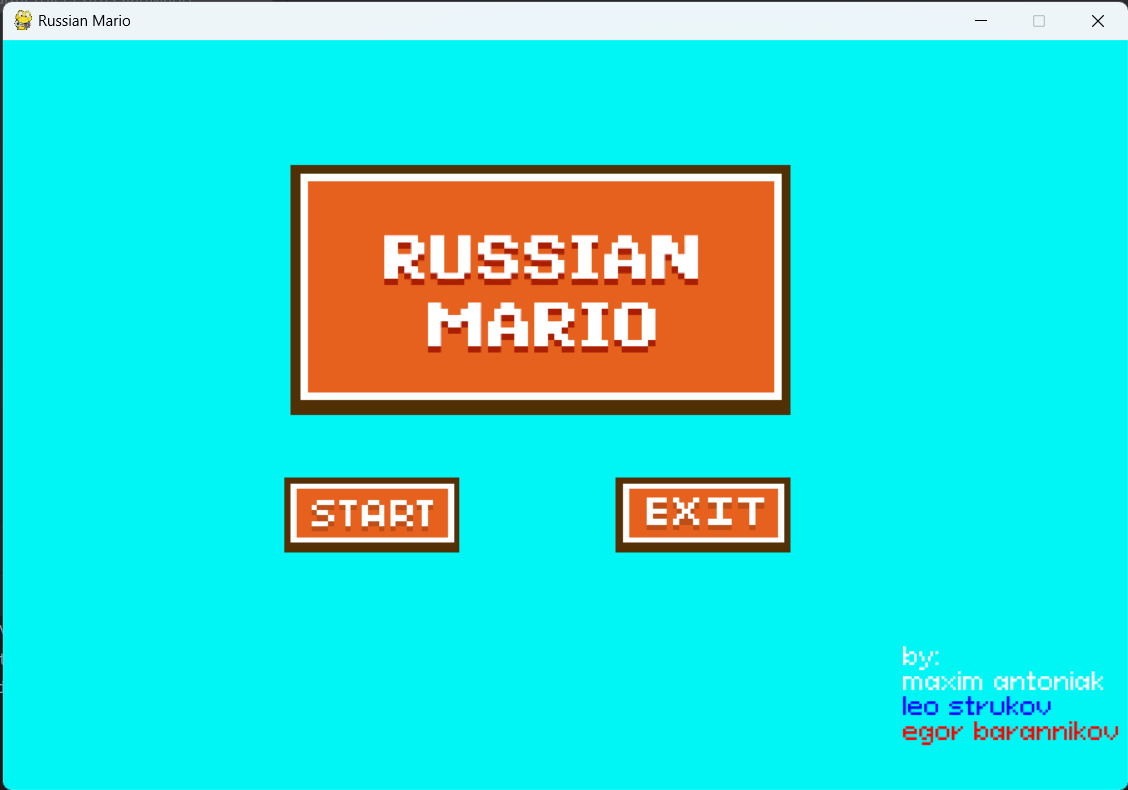 Russian Mario
RUSSIAN
MARIO
START
EXIT
by:
maxim antoniak
leo strukov
egor barannikov